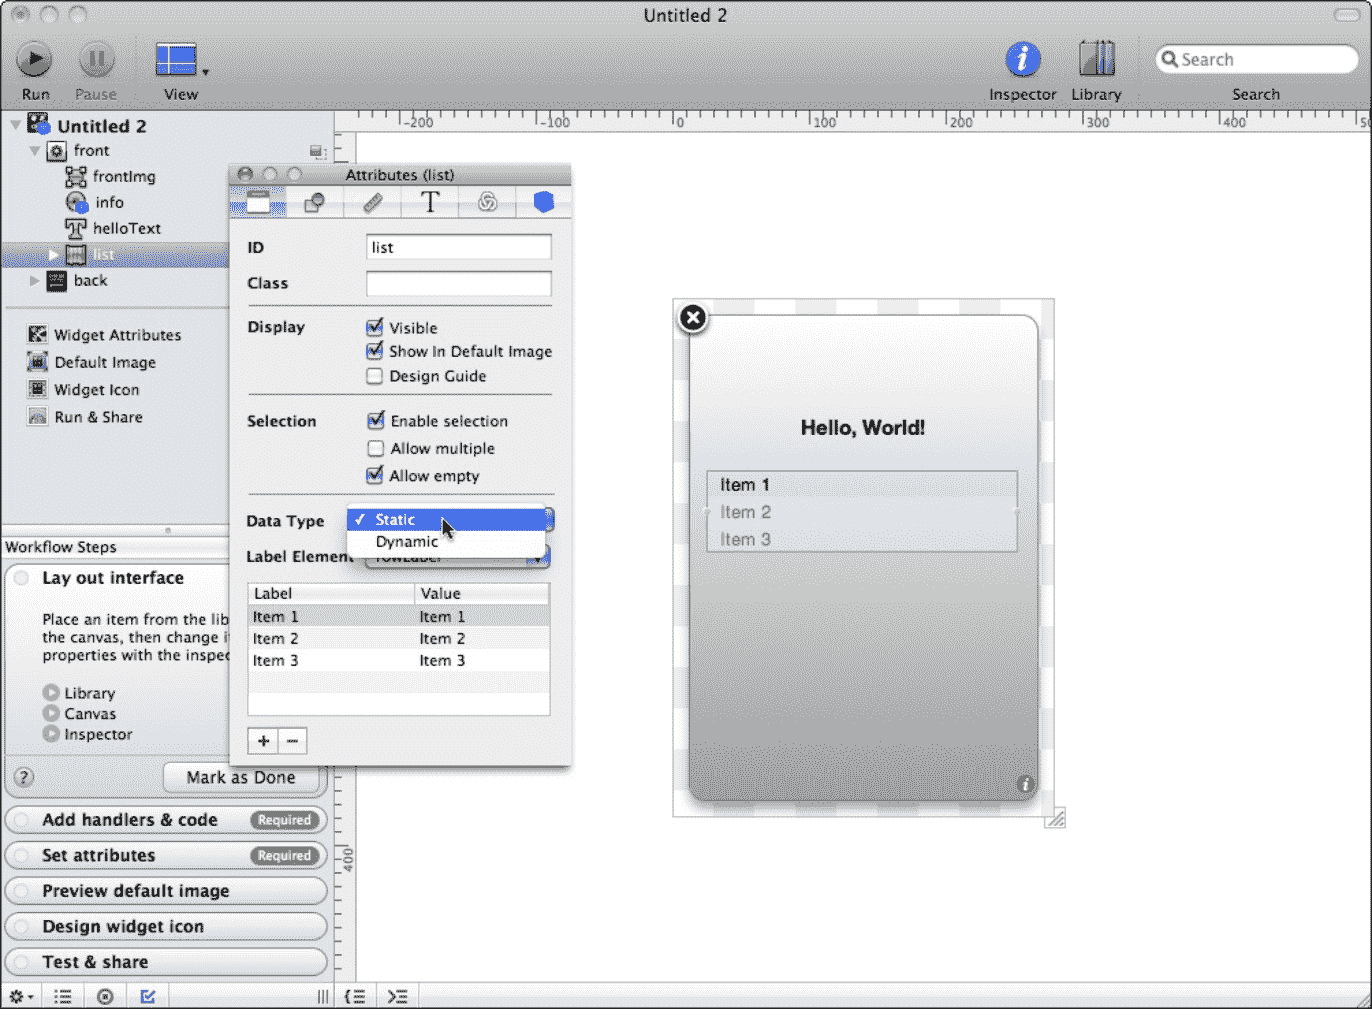 Untitled 2
Run
Pause
View
Inspector
Library
Search
Search
Untitled 2
front
frontImg
info
helloText
list
back
Widget Attributes
Default Image
Widget Icon
Run & Share
-200
-100
0
100
200
300
400
Attributes (list)
ID
list
Class
Display
Visible
Show In Default Image
Design Guide
Selection
Enable selection
Allow multiple
Allow empty
Data Type
Static
Dynamic
Label Element
rowLabel
Label Value
Item 1 Item 1
Item 2 Item 2
Item 3 Item 3
Hello, World!
Item 1
Item 2
Item 3
Workflow Steps
Lay out interface
Place an item from the
the canvas, then change
properties with the
Library
Canvas
Inspector
Mark as Done
Add handlers & code Required
Set attributes Required
Preview default image
Design widget icon
Test & share
400